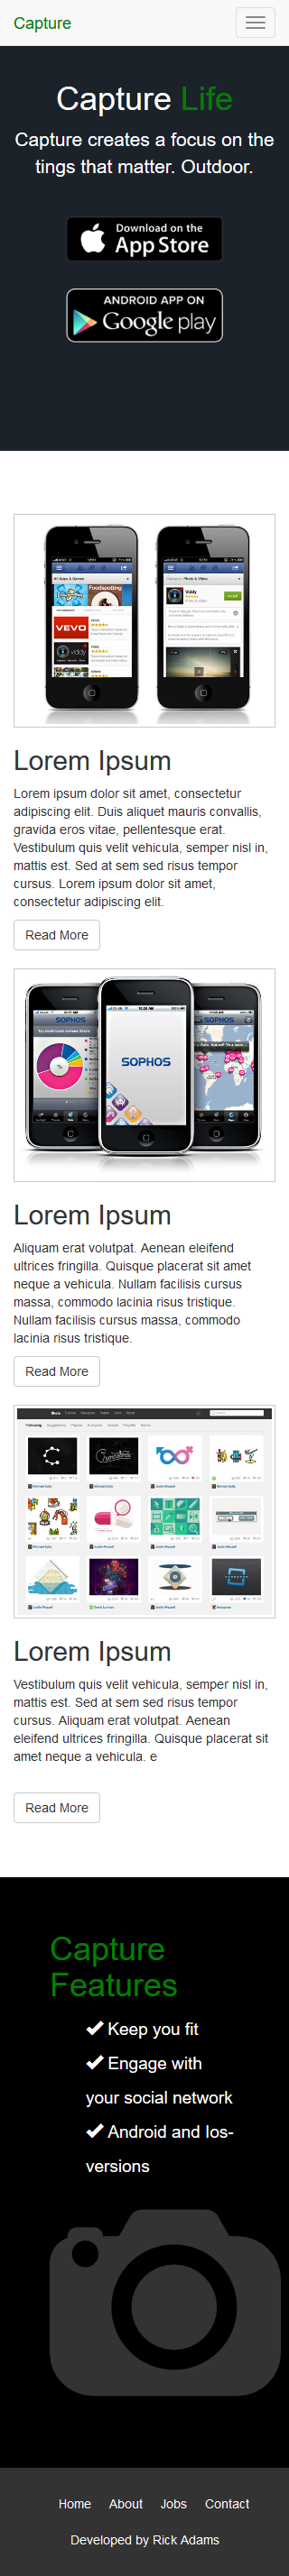 Capture
Capture Life
Capture creates a focus on the
tings that matter. Outdoor.
Download on the
App Store
ANDROID APP ON
Google play
Foodspotting
VEVO
Viddy
Lorem Ipsum
Lorem ipsum dolor sit amet, consectetur
adipiscing elit. Duis aliquet mauris convallis,
gravida eros vitae, pellentesque erat.
Vestibulum quis velit vehicula, semper nisl in,
mattis est. Sed at sem sed risus tempor
cursus. Lorem ipsum dolor sit amet,
consectetur adipiscing elit.
Read More
SOPHOS
SOPHOS
SOPHOS
Lorem Ipsum
Aliquam erat volutpat. Aenean eleifend
ultrices fringilla. Quisque placerat sit amet
neque a vehicula. Nullam facilisis cursus
massa, commodo lacinia risus tristique.
Nullam facilisis cursus massa, commodo
lacinia risus tristique.
Read More
Lorem Ipsum
Vestibulum quis velit vehicula, semper nisl in,
mattis est. Sed at sem sed risus tempor
cursus. Aliquam erat volutpat. Aenean
eleifend ultrices fringilla. Quisque placerat sit
amet neque a vehicula. e
Read More
Capture
Features
✔ Keep you fit
✔ Engage with
your social network
✔ Android and Ios-
versions
Home About Jobs Contact
Developed by Rick Adams